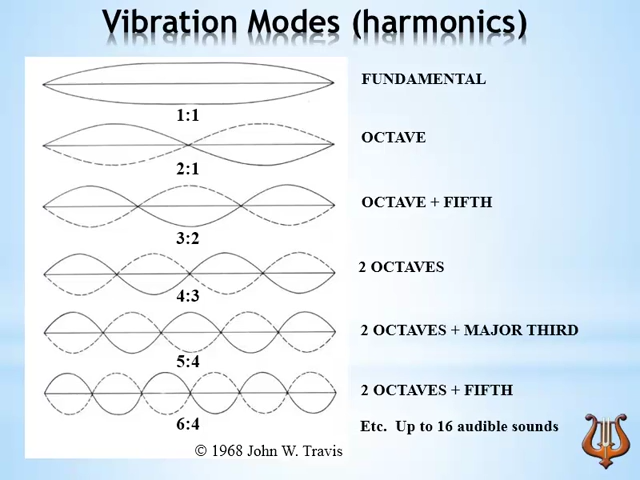 Vibration Modes (harmonics)
FUNDAMENTAL
1:1
OCTAVE
2:1
OCTAVE + FIFTH
3:2
2 OCTAVES
4:3
2 OCTAVES + MAJOR THIRD
5:4
2 OCTAVES + FIFTH
6:4
Etc. Up to 16 audible sounds
© 1968 John W. Travis